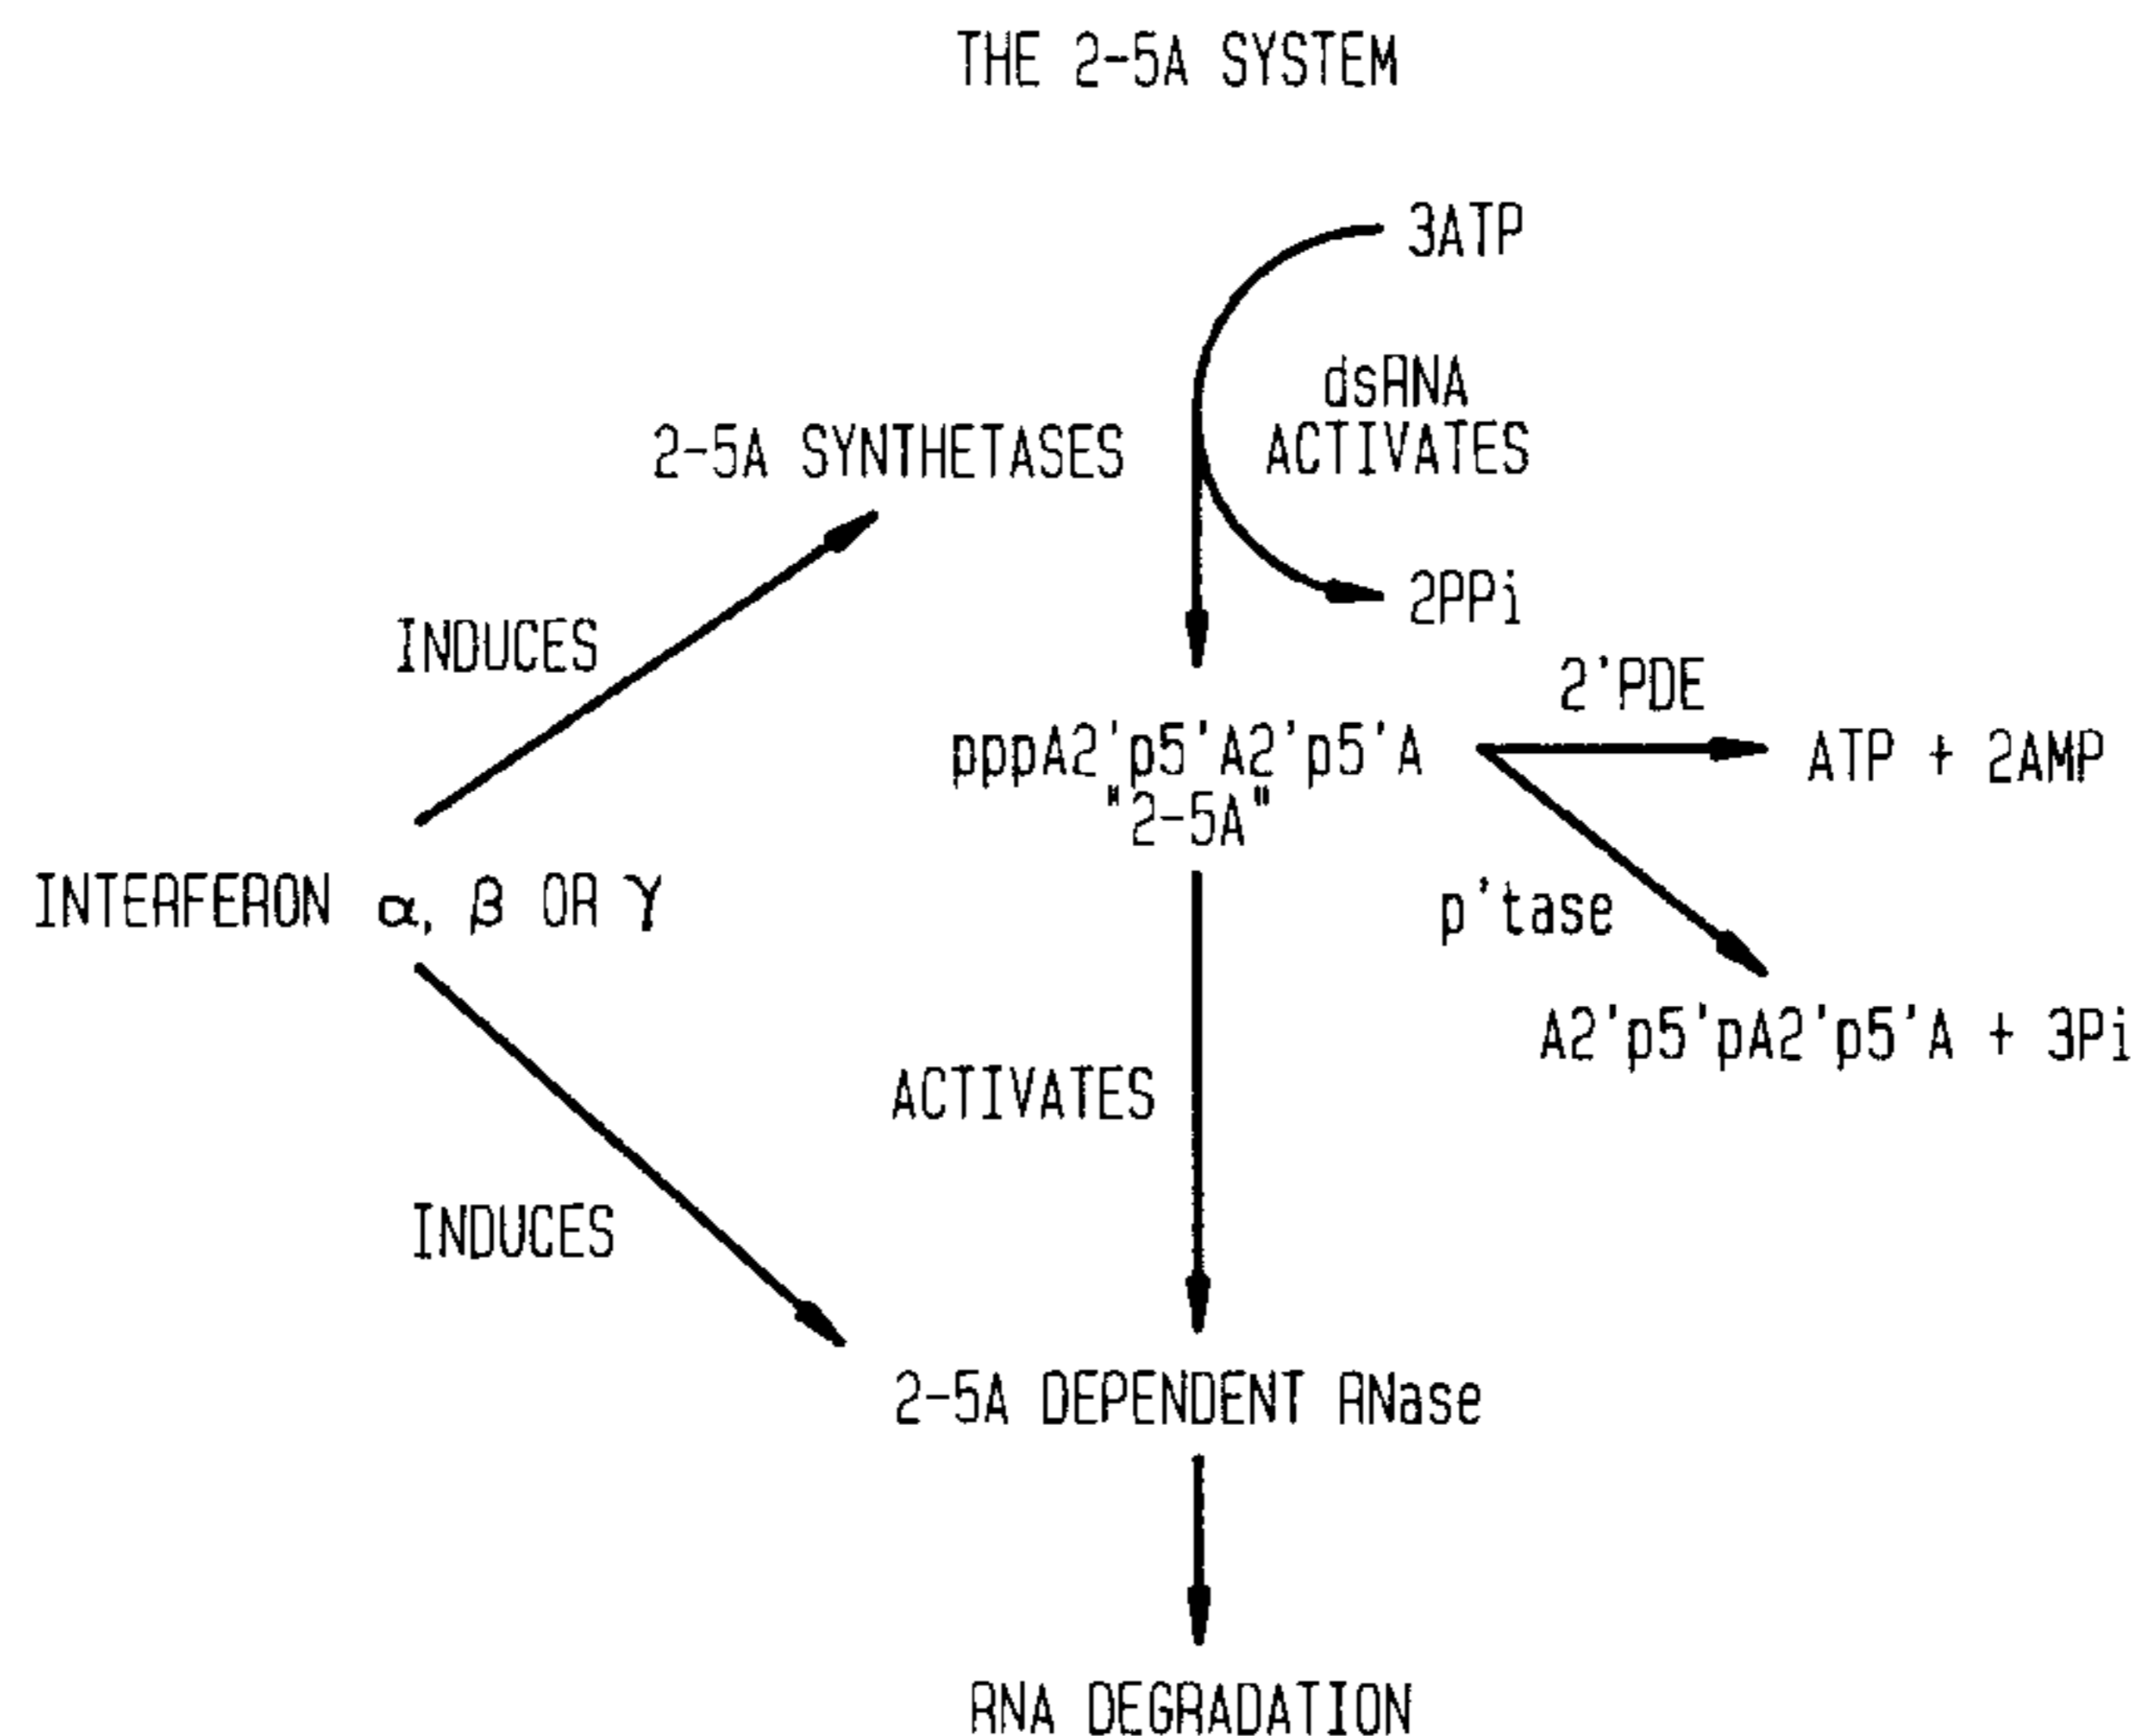 THE 2-5A SYSTEM
3ATP
dsRNA
ACTIVATES
2-5A SYNTHETASES
2PPi
INDUCES
2'PDE
pppA2'p5'A2'p5'A
"2-5A"
ATP + 2AMP
INTERFERON α, β OR γ
p'tase
A2'p5'pA2'p5'A + 3Pi
ACTIVATES
INDUCES
2-5A DEPENDENT RNase
RNA DEGRADATION